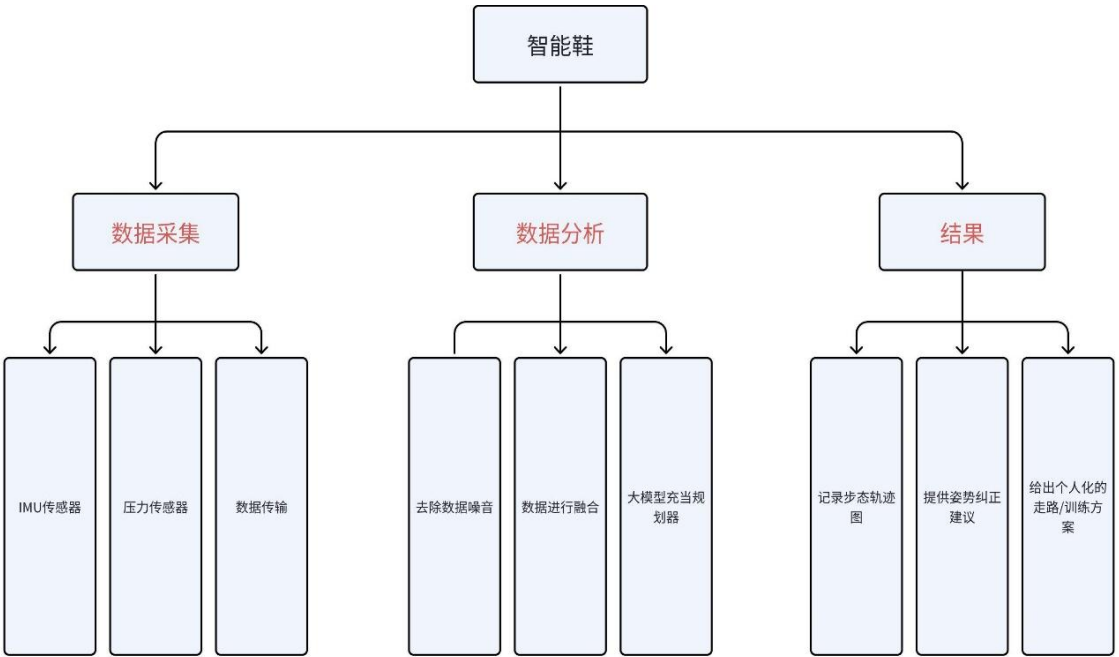 智能鞋
数据采集
数据分析
结果
IMU传感器
压力传感器
数据传输
去除数据噪音
数据进行融合
大模型充当规
划器
记录步态轨迹
图
提供姿势纠正
建议
给出个人化的
走路/训练方
案